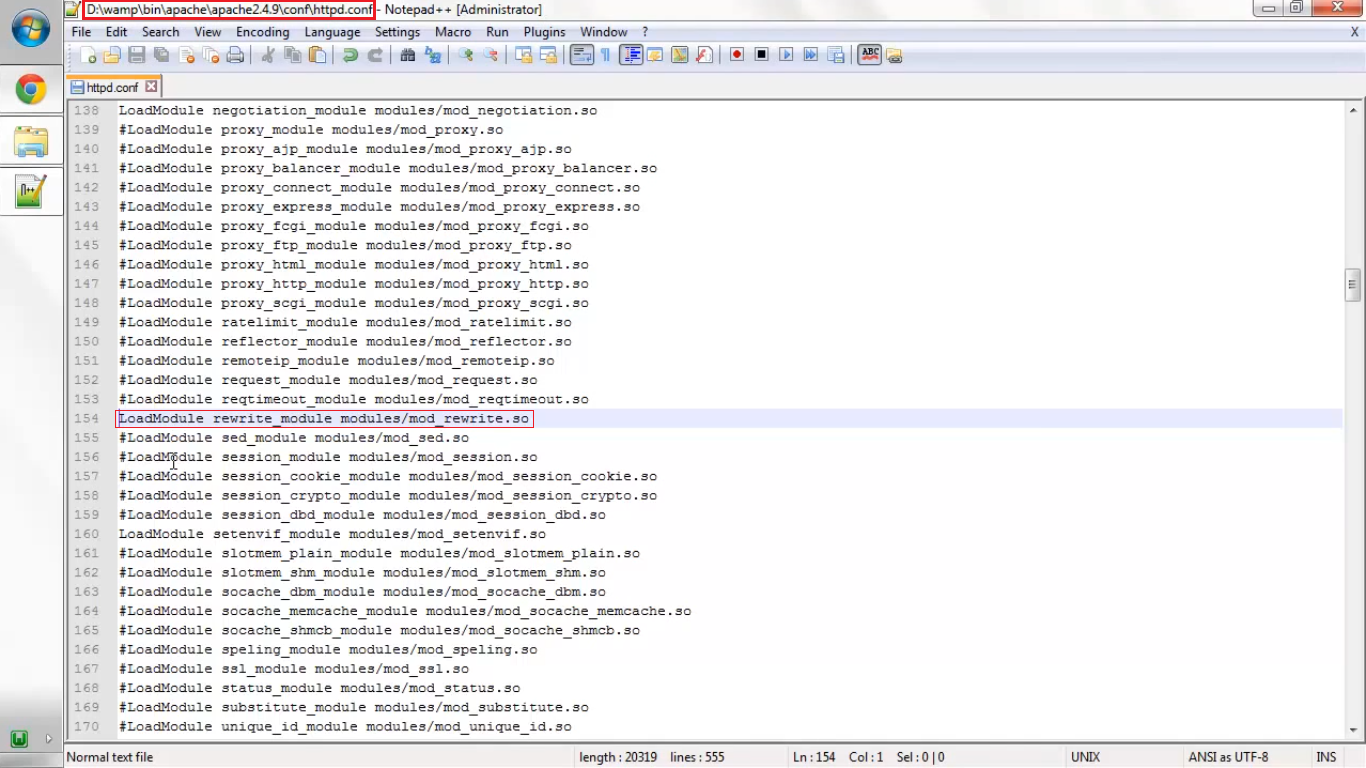 D:\wamp\bin\apache\apache2.4.9\conf\httpd.conf - Notepad++ [Administrator]
File Edit Search View Encoding Language Settings Macro Run Plugins Window ? X
ABC
httpd.conf
138 LoadModule negotiation_module modules/mod_negotiation.so
139 #LoadModule proxy_module modules/mod_proxy.so
140 #LoadModule proxy_ajp_module modules/mod_proxy_ajp.so
141 #LoadModule proxy_balancer_module modules/mod_proxy_balancer.so
142 #LoadModule proxy_connect_module modules/mod_proxy_connect.so
143 #LoadModule proxy_express_module modules/mod_proxy_express.so
144 #LoadModule proxy_fcgi_module modules/mod_proxy_fcgi.so
145 #LoadModule proxy_ftp_module modules/mod_proxy_ftp.so
146 #LoadModule proxy_html_module modules/mod_proxy_html.so
147 #LoadModule proxy_http_module modules/mod_proxy_http.so
148 #LoadModule proxy_scgi_module modules/mod_proxy_scgi.so
149 #LoadModule ratelimit_module modules/mod_ratelimit.so
150 #LoadModule reflector_module modules/mod_reflector.so
151 #LoadModule remoteip_module modules/mod_remoteip.so
152 #LoadModule request_module modules/mod_request.so
153 #LoadModule reqtimeout_module modules/mod_reqtimeout.so
154 LoadModule rewrite_module modules/mod_rewrite.so
155 #LoadModule sed_module modules/mod_sed.so
156 #LoadModule session_module modules/mod_session.so
157 #LoadModule session_cookie_module modules/mod_session_cookie.so
158 #LoadModule session_crypto_module modules/mod_session_crypto.so
159 #LoadModule session_dbd_module modules/mod_session_dbd.so
160 LoadModule setenvif_module modules/mod_setenvif.so
161 #LoadModule slotmem_plain_module modules/mod_slotmem_plain.so
162 #LoadModule slotmem_shm_module modules/mod_slotmem_shm.so
163 #LoadModule socache_dbm_module modules/mod_socache_dbm.so
164 #LoadModule socache_memcache_module modules/mod_socache_memcache.so
165 #LoadModule socache_shmcb_module modules/mod_socache_shmcb.so
166 #LoadModule speling_module modules/mod_speling.so
167 #LoadModule ssl_module modules/mod_ssl.so
168 #LoadModule status_module modules/mod_status.so
169 #LoadModule substitute_module modules/mod_substitute.so
170 #LoadModule unique_id_module modules/mod_unique_id.so
Normal text file length : 20319 lines : 555 Ln : 154 Col : 1 Sel : 0 | 0 UNIX ANSI as UTF-8 INS